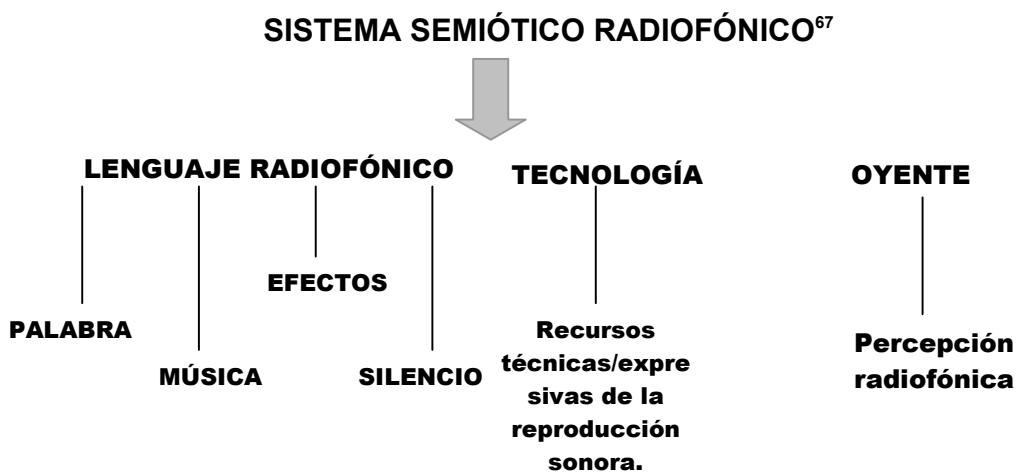 SISTEMA SEMIÓTICO RADIOFÓNICO67
LENGUAJE RADIOFÓNICO
TECNOLOGÍA
OYENTE
EFECTOS
PALABRA
MÚSICA
SILENCIO
Recursos
técnicas/expre
sivas de la
reproducción
sonora.
Percepción
radiofónica